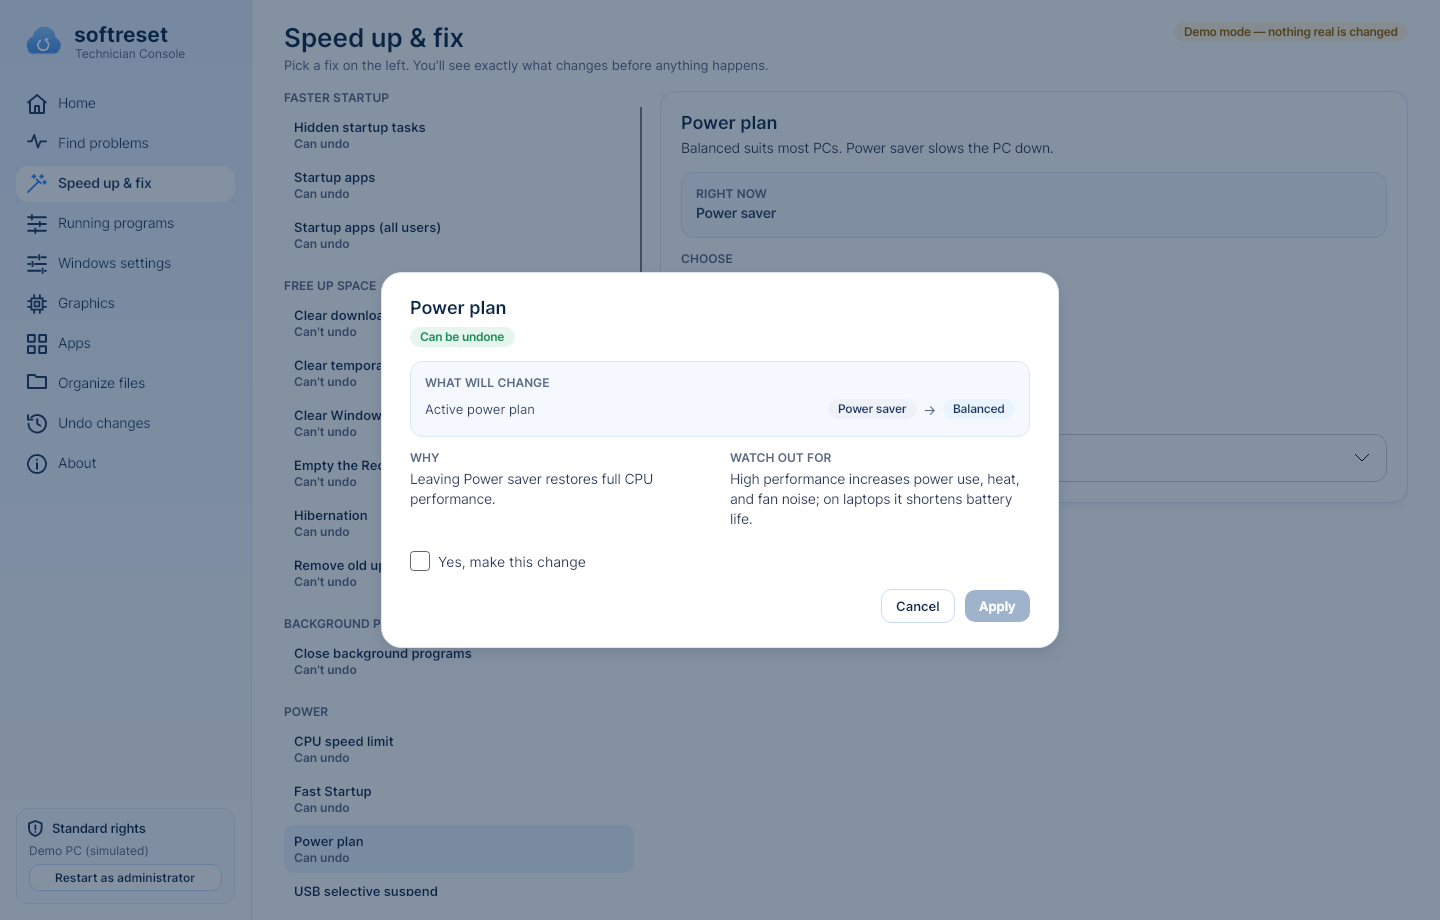 softreset
Technician Console
Home
Find problems
Speed up & fix
Running programs
Windows settings
Graphics
Apps
Organize files
Undo changes
About
Standard rights
Demo PC (simulated)
Restart as administrator
Speed up & fix
Pick a fix on the left. You'll see exactly what changes before anything happens.
Demo mode — nothing real is changed
FASTER STARTUP
Hidden startup tasks
Can undo
Startup apps
Can undo
Startup apps (all users)
Can undo
FREE UP SPACE
Clear downloa
Can't undo
Clear tempora
Can't undo
Clear Window
Can't undo
Empty the Rec
Can't undo
Hibernation
Can undo
Remove old up
Can't undo
BACKGROUND P
Close background programs
Can't undo
POWER
CPU speed limit
Can undo
Fast Startup
Can undo
Power plan
Can undo
USB selective suspend
Power plan
Balanced suits most PCs. Power saver slows the PC down.
RIGHT NOW
Power saver
CHOOSE
Power plan
Can be undone
WHAT WILL CHANGE
Active power plan
Power saver → Balanced
WHY
Leaving Power saver restores full CPU
performance.
WATCH OUT FOR
High performance increases power use, heat,
and fan noise; on laptops it shortens battery
life.
Yes, make this change
Cancel
Apply